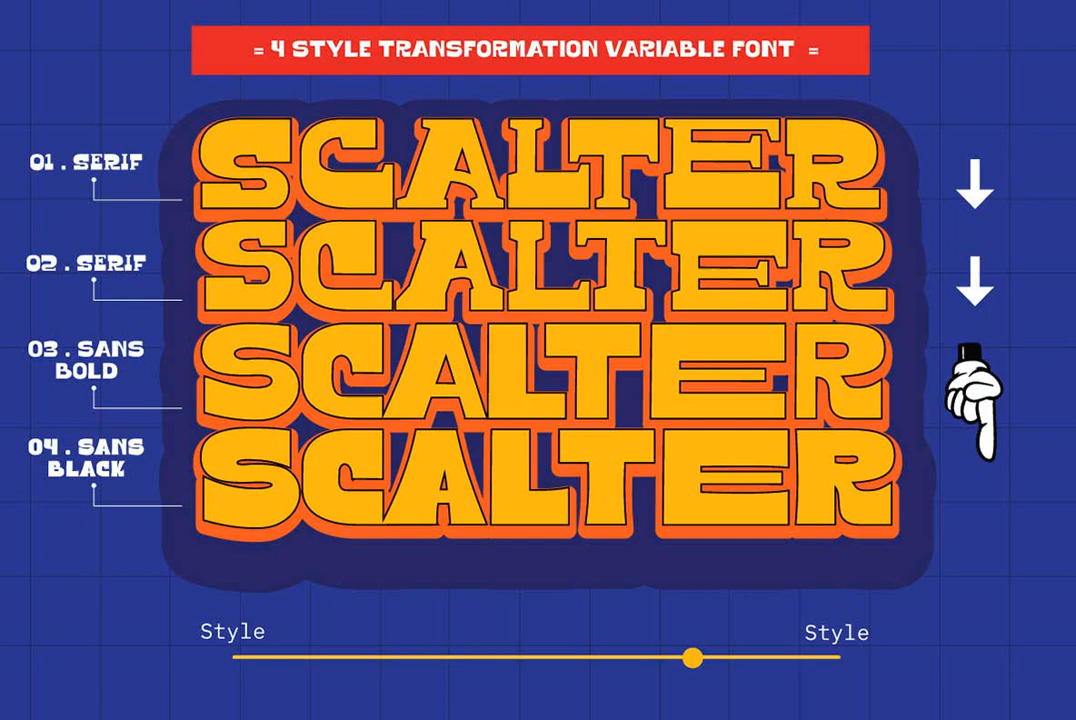 = 4 STYLE TRANSFORMATION VARIABLE FONT =
01 . SERIF
SCALTER
02 . SERIF
SCALTER
03 . SANS
BOLD
SCALTER
04 . SANS
BLACK
SCALTER
Style
Style